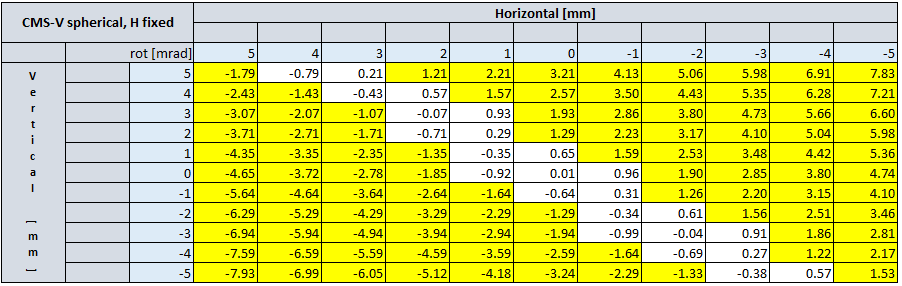 CMS-V spherical, H fixed Horizontal [mm]
rot [mrad] 5 4 3 2 1 0 -1 -2 -3 -4 -5
Vertical [mm]
5 -1.79 -0.79 0.21 1.21 2.21 3.21 4.13 5.06 5.98 6.91 7.83
4 -2.43 -1.43 -0.43 0.57 1.57 2.57 3.50 4.43 5.35 6.28 7.21
3 -3.07 -2.07 -1.07 -0.07 0.93 1.93 2.86 3.80 4.73 5.66 6.60
2 -3.71 -2.71 -1.71 -0.71 0.29 1.29 2.23 3.17 4.10 5.04 5.98
1 -4.35 -3.35 -2.35 -1.35 -0.35 0.65 1.59 2.53 3.48 4.42 5.36
0 -4.65 -3.72 -2.78 -1.85 -0.92 0.01 0.96 1.90 2.85 3.80 4.74
-1 -5.64 -4.64 -3.64 -2.64 -1.64 -0.64 0.31 1.26 2.20 3.15 4.10
-2 -6.29 -5.29 -4.29 -3.29 -2.29 -1.29 -0.34 0.61 1.56 2.51 3.46
-3 -6.94 -5.94 -4.94 -3.94 -2.94 -1.94 -0.99 -0.04 0.91 1.86 2.81
-4 -7.59 -6.59 -5.59 -4.59 -3.59 -2.59 -1.64 -0.69 0.27 1.22 2.17
-5 -7.93 -6.99 -6.05 -5.12 -4.18 -3.24 -2.29 -1.33 -0.38 0.57 1.53